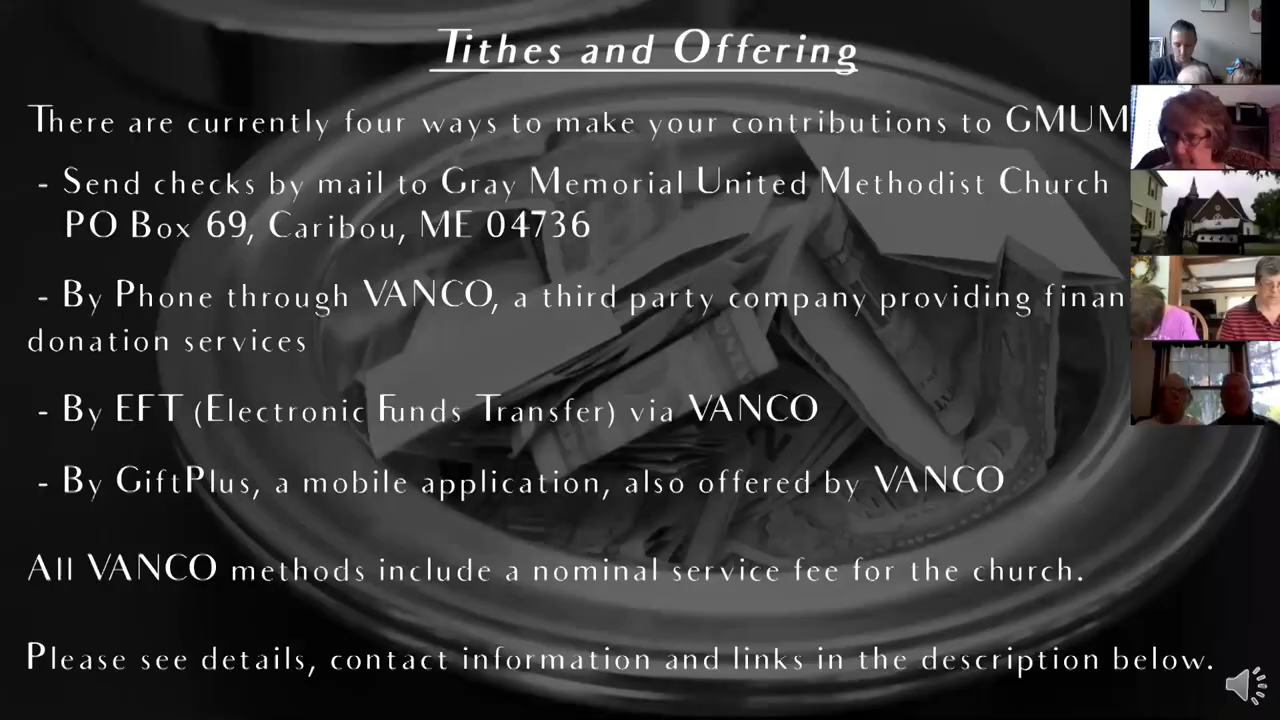 Tithes and Offering
There are currently four ways to make your contributions to GMUM
- Send checks by mail to Gray Memorial United Methodist Church
PO Box 69, Caribou, ME 04736
- By Phone through VANCO, a third party company providing finan
donation services
- By EFT (Electronic Funds Transfer) via VANCO
- By GiftPlus, a mobile application, also offered by VANCO
All VANCO methods include a nominal service fee for the church.
Please see details, contact information and links in the description below.